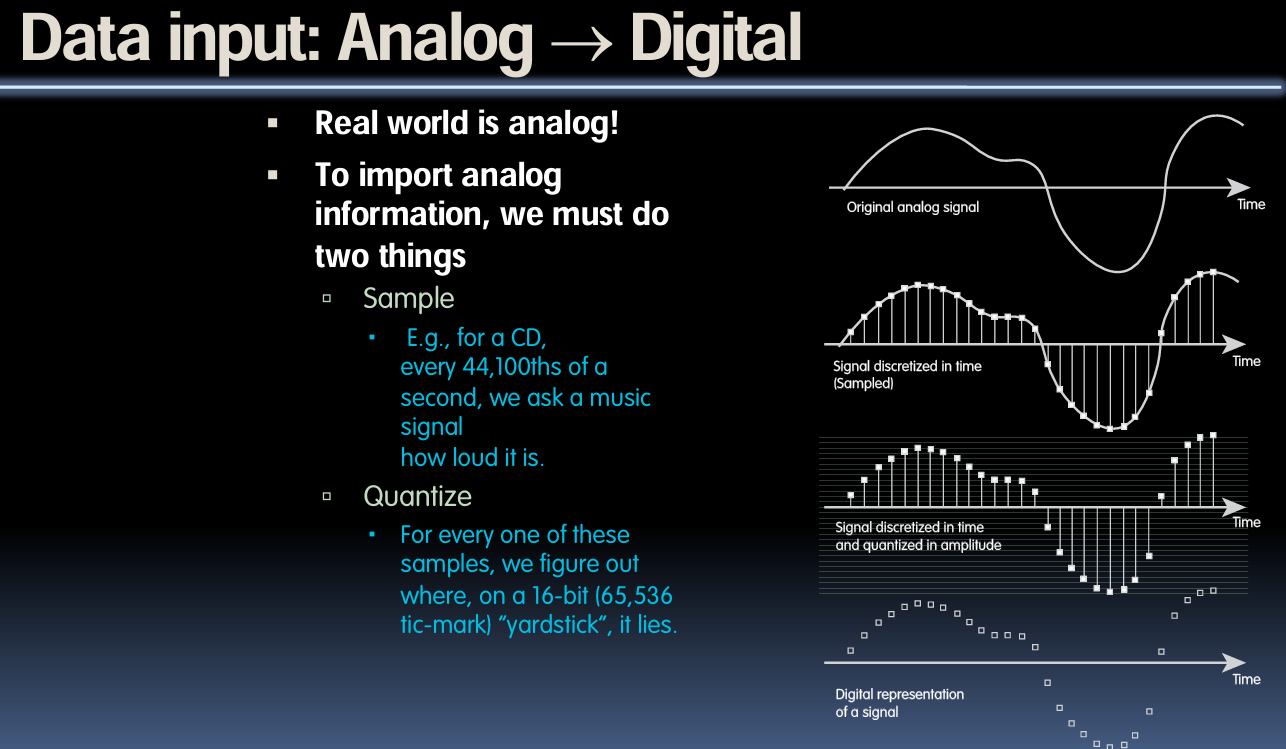 Data input: Analog → Digital
Real world is analog!
To import analog
information, we must do
two things
Sample
E.g., for a CD,
every 44,100ths of a
second, we ask a music
signal
how loud it is.
Quantize
For every one of these
samples, we figure out
where, on a 16-bit (65,536
tic-mark) “yardstick”, it lies.
Original analog signal
Time
Signal discretized in time
(Sampled)
Time
Signal discretized in time
and quantized in amplitude
Time
Digital representation
of a signal
Time